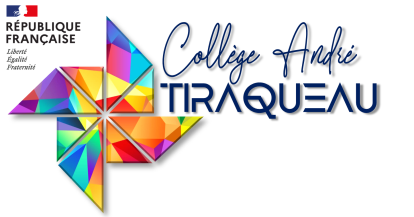 RÉPUBLIQUE
FRANÇAISE
Liberté
Égalité
Fraternité
Collège André
TIRAQUEAU